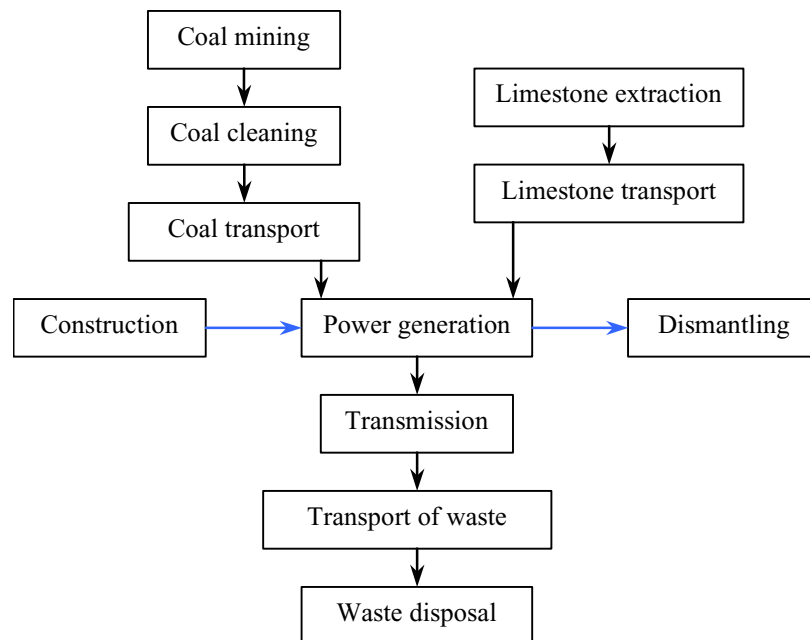 Coal mining
Limestone extraction
Coal cleaning
Limestone transport
Coal transport
Construction
Power generation
Dismantling
Transmission
Transport of waste
Waste disposal